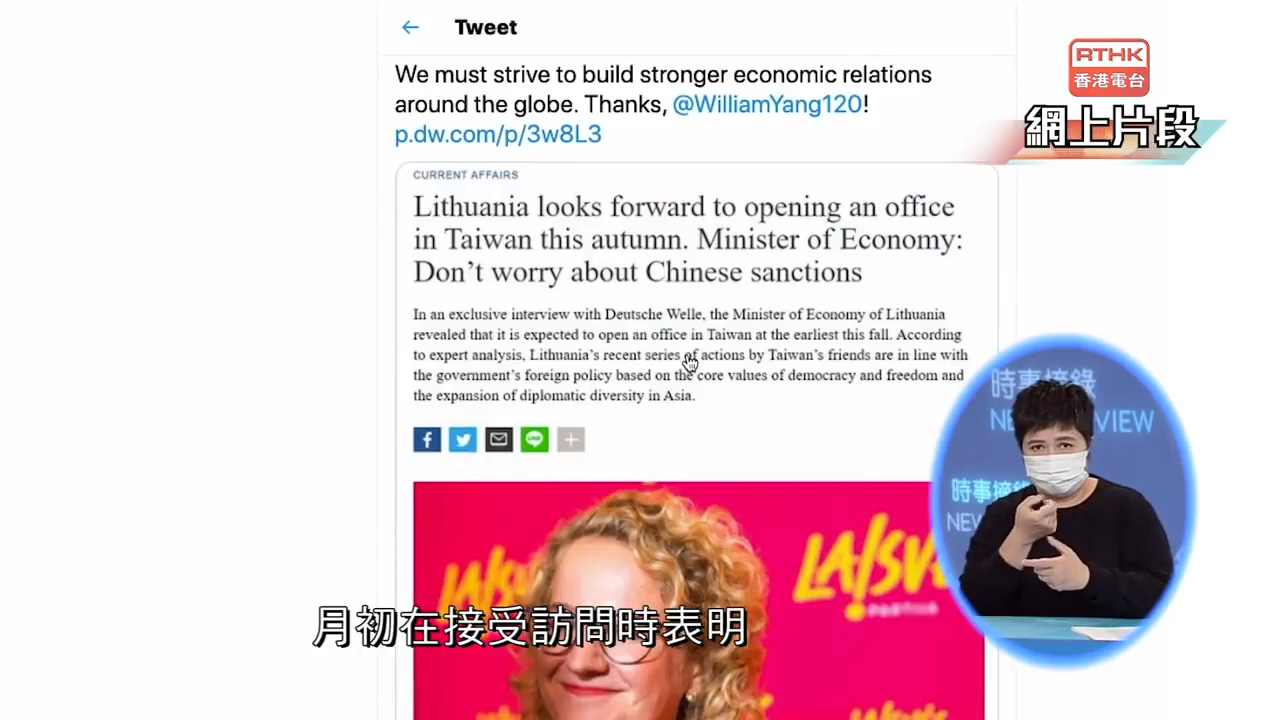 Tweet
We must strive to build stronger economic relations
around the globe. Thanks, @WilliamYang120!
p.dw.com/p/3w8L3
CURRENT AFFAIRS
Lithuania looks forward to opening an office
in Taiwan this autumn. Minister of Economy:
Don't worry about Chinese sanctions
In an exclusive interview with Deutsche Welle, the Minister of Economy of Lithuania
revealed that it is expected to open an office in Taiwan at the earliest this fall. According
to expert analysis, Lithuania's recent series of actions by Taiwan's friends are in line with
the government's foreign policy based on the core values of democracy and freedom and
the expansion of diplomatic diversity in Asia.
RTHK
香港電台
網上片段
時事摘錄
時事摘
NEW
月初在接受訪問時表明